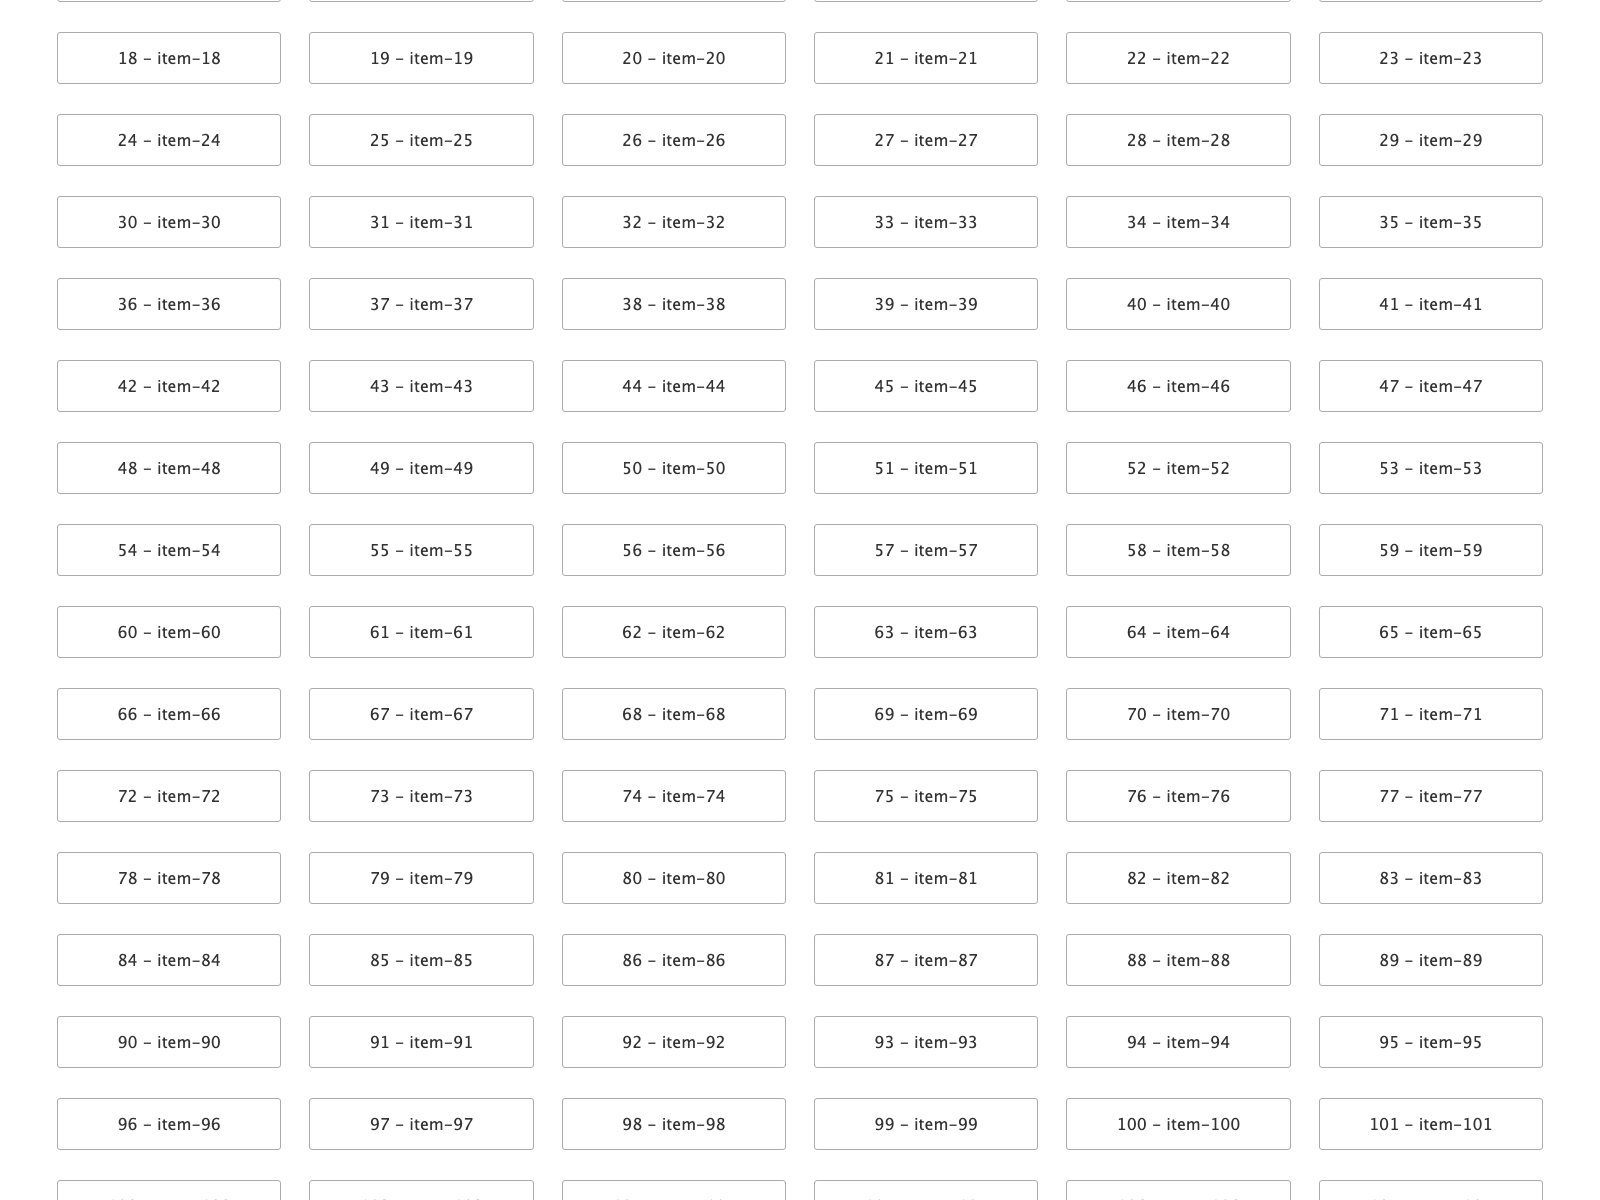 18 - item-18 19 - item-19 20 - item-20 21 - item-21 22 - item-22 23 - item-23
24 - item-24 25 - item-25 26 - item-26 27 - item-27 28 - item-28 29 - item-29
30 - item-30 31 - item-31 32 - item-32 33 - item-33 34 - item-34 35 - item-35
36 - item-36 37 - item-37 38 - item-38 39 - item-39 40 - item-40 41 - item-41
42 - item-42 43 - item-43 44 - item-44 45 - item-45 46 - item-46 47 - item-47
48 - item-48 49 - item-49 50 - item-50 51 - item-51 52 - item-52 53 - item-53
54 - item-54 55 - item-55 56 - item-56 57 - item-57 58 - item-58 59 - item-59
60 - item-60 61 - item-61 62 - item-62 63 - item-63 64 - item-64 65 - item-65
66 - item-66 67 - item-67 68 - item-68 69 - item-69 70 - item-70 71 - item-71
72 - item-72 73 - item-73 74 - item-74 75 - item-75 76 - item-76 77 - item-77
78 - item-78 79 - item-79 80 - item-80 81 - item-81 82 - item-82 83 - item-83
84 - item-84 85 - item-85 86 - item-86 87 - item-87 88 - item-88 89 - item-89
90 - item-90 91 - item-91 92 - item-92 93 - item-93 94 - item-94 95 - item-95
96 - item-96 97 - item-97 98 - item-98 99 - item-99 100 - item-100 101 - item-101